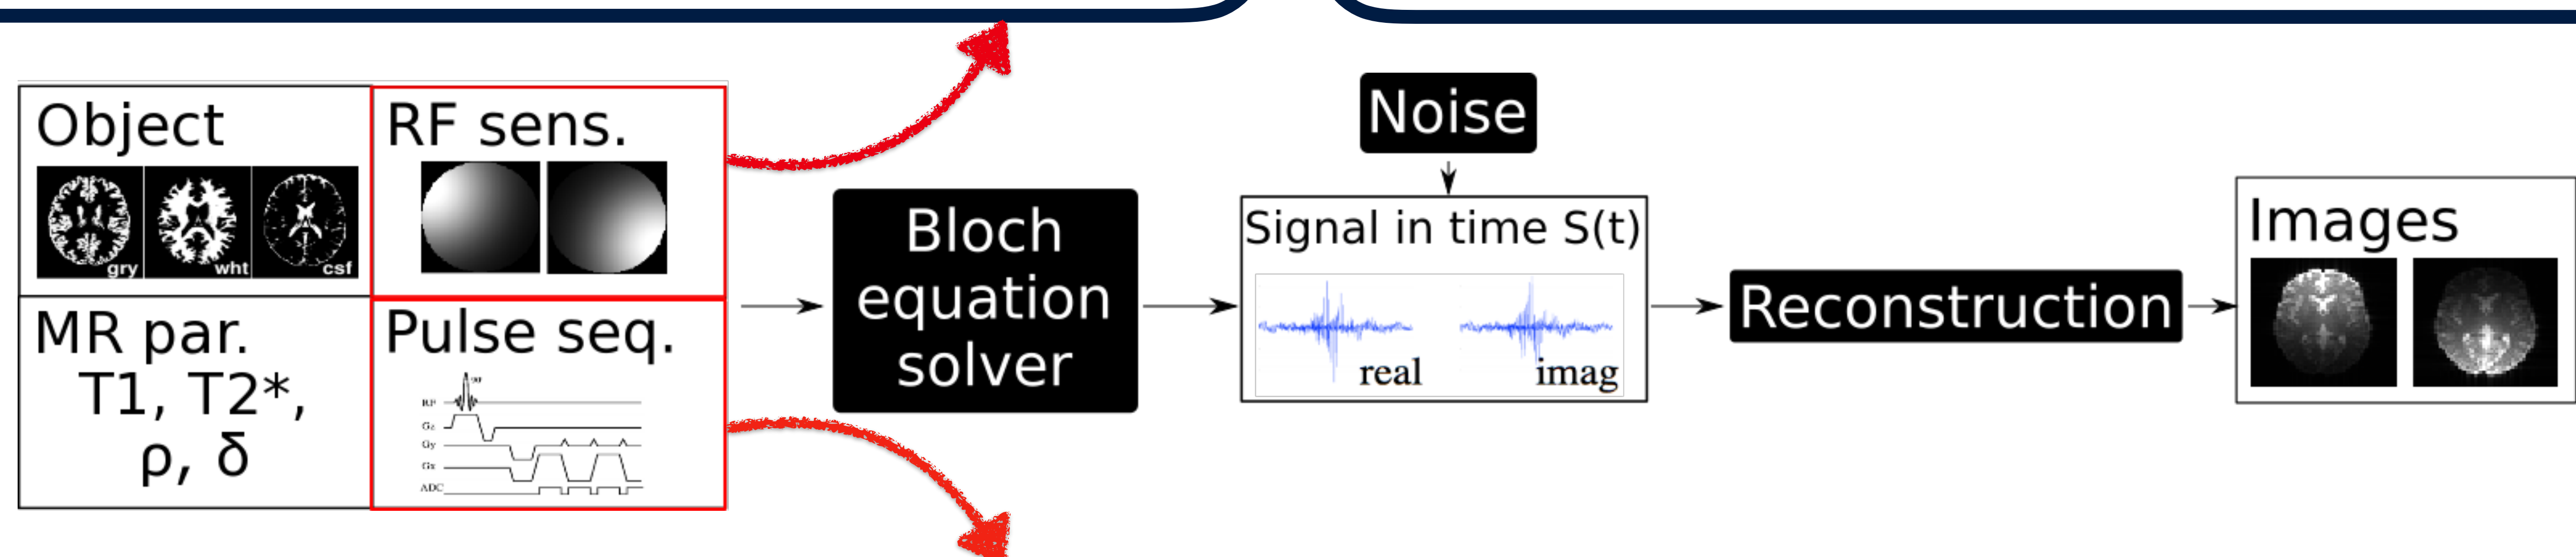 Object
gry
wht
csf
RF sens.
MR par.
T1, T2*,
ρ, δ
Pulse seq.
90
RF
Gz
Gy
Gx
ADC
Bloch
equation
solver
Noise
Signal in time S(t)
real
imag
Reconstruction
Images